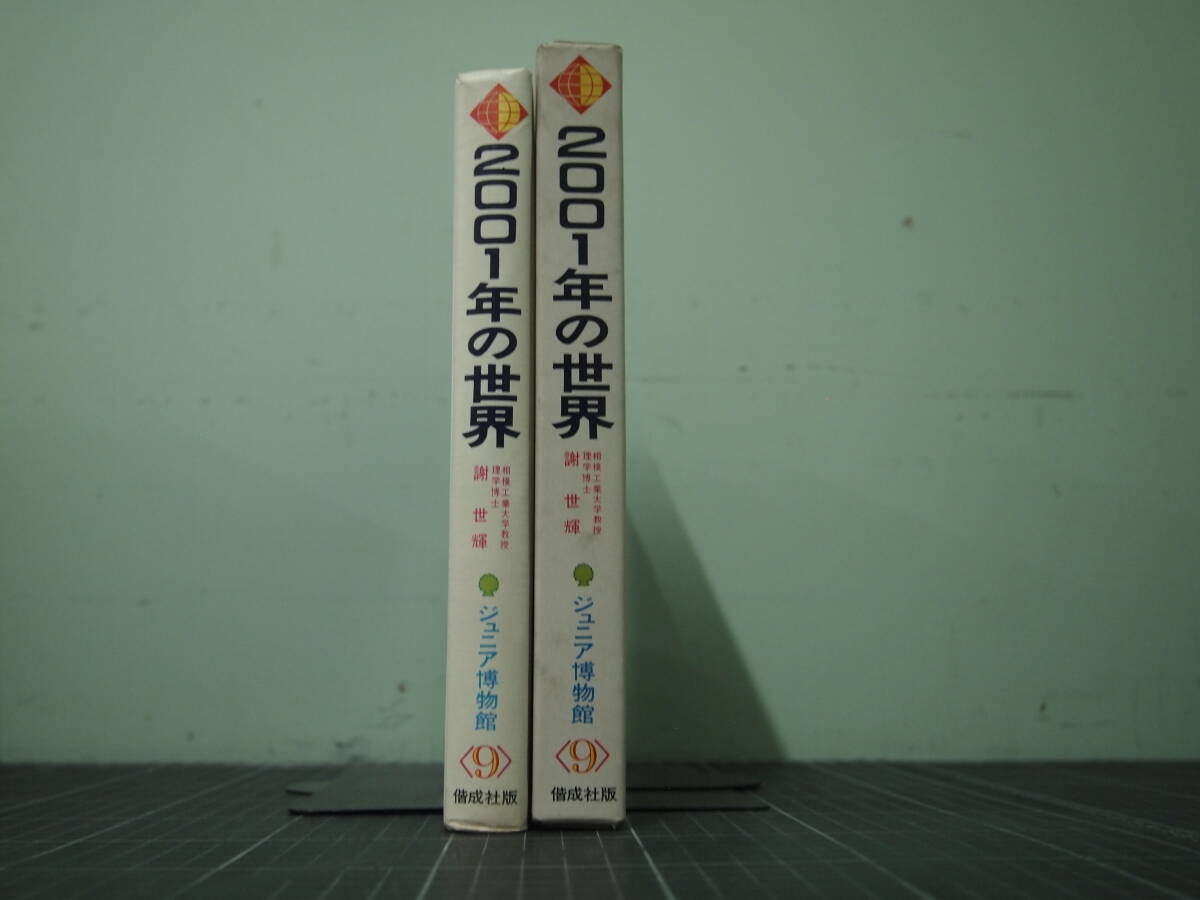 2001年の世界
相模工業大学教授
理学博士
謝世輝
ジュニア博物館
〈9〉
偕成社版
2001年の世界
相模工業大学教授
理学博士
謝世輝
ジュニア博物館
〈9〉
偕成社版